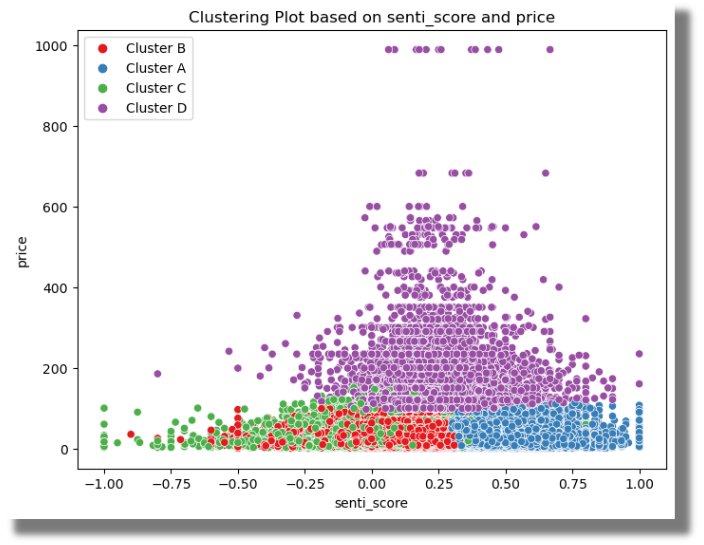 Clustering Plot based on senti_score and price
Cluster B
Cluster A
Cluster C
Cluster D
1000
800
600
400
200
0
price
−1.00 −0.75 −0.50 −0.25 0.00 0.25 0.50 0.75 1.00
senti_score